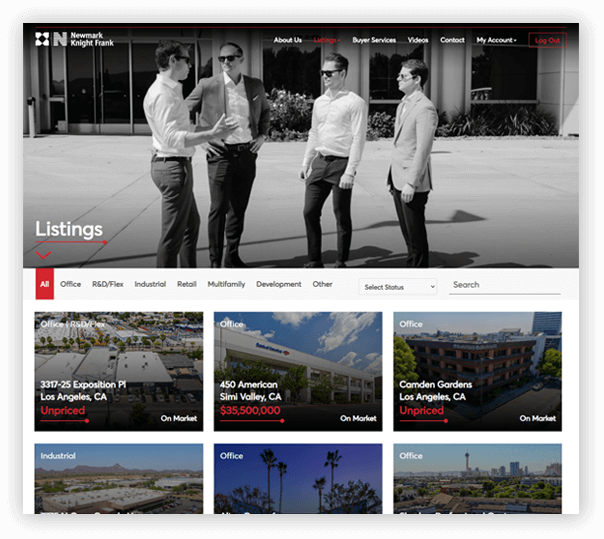 Newmark
Knight Frank
About Us Listings Buyer Services Videos Contact My Account Log Out
Listings
All Office R&D/Flex Industrial Retail Multifamily Development Other Select Status Search
Office | R&D/Flex
3317-25 Exposition Pl
Los Angeles, CA
Unpriced
On Market
Office
450 American
Simi Valley, CA
$35,500,000
On Market
Office
Camden Gardens
Los Angeles, CA
Unpriced
On Market
Industrial
Office
Office